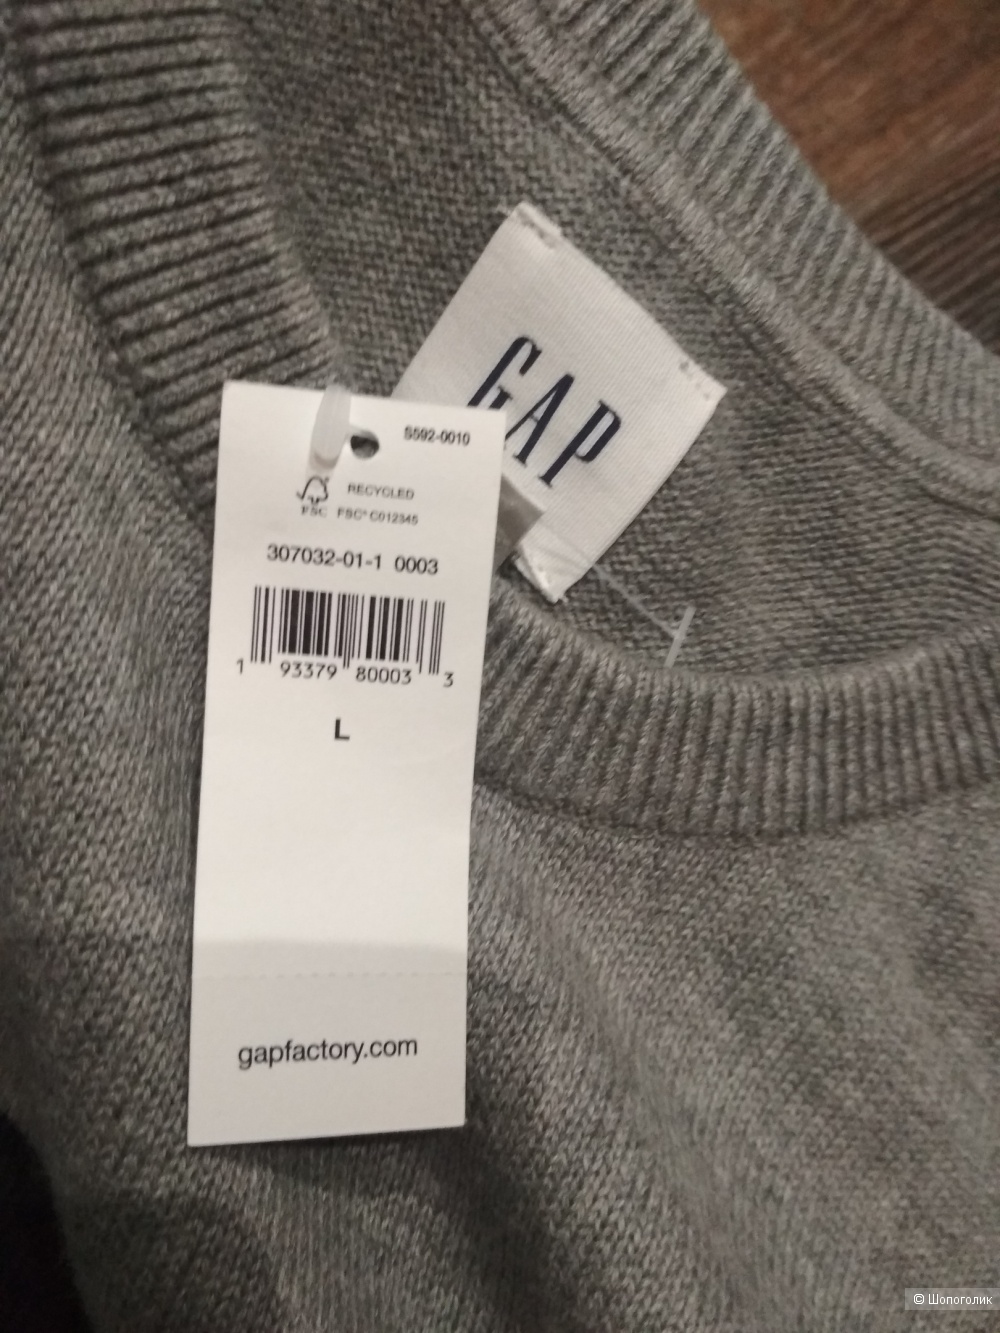 GAP
S592-0010
RECYCLED
FSC FSC® C012345
307032-01-1 0003
1 93379 80003 3
L
gapfactory.com
© Шопоголик